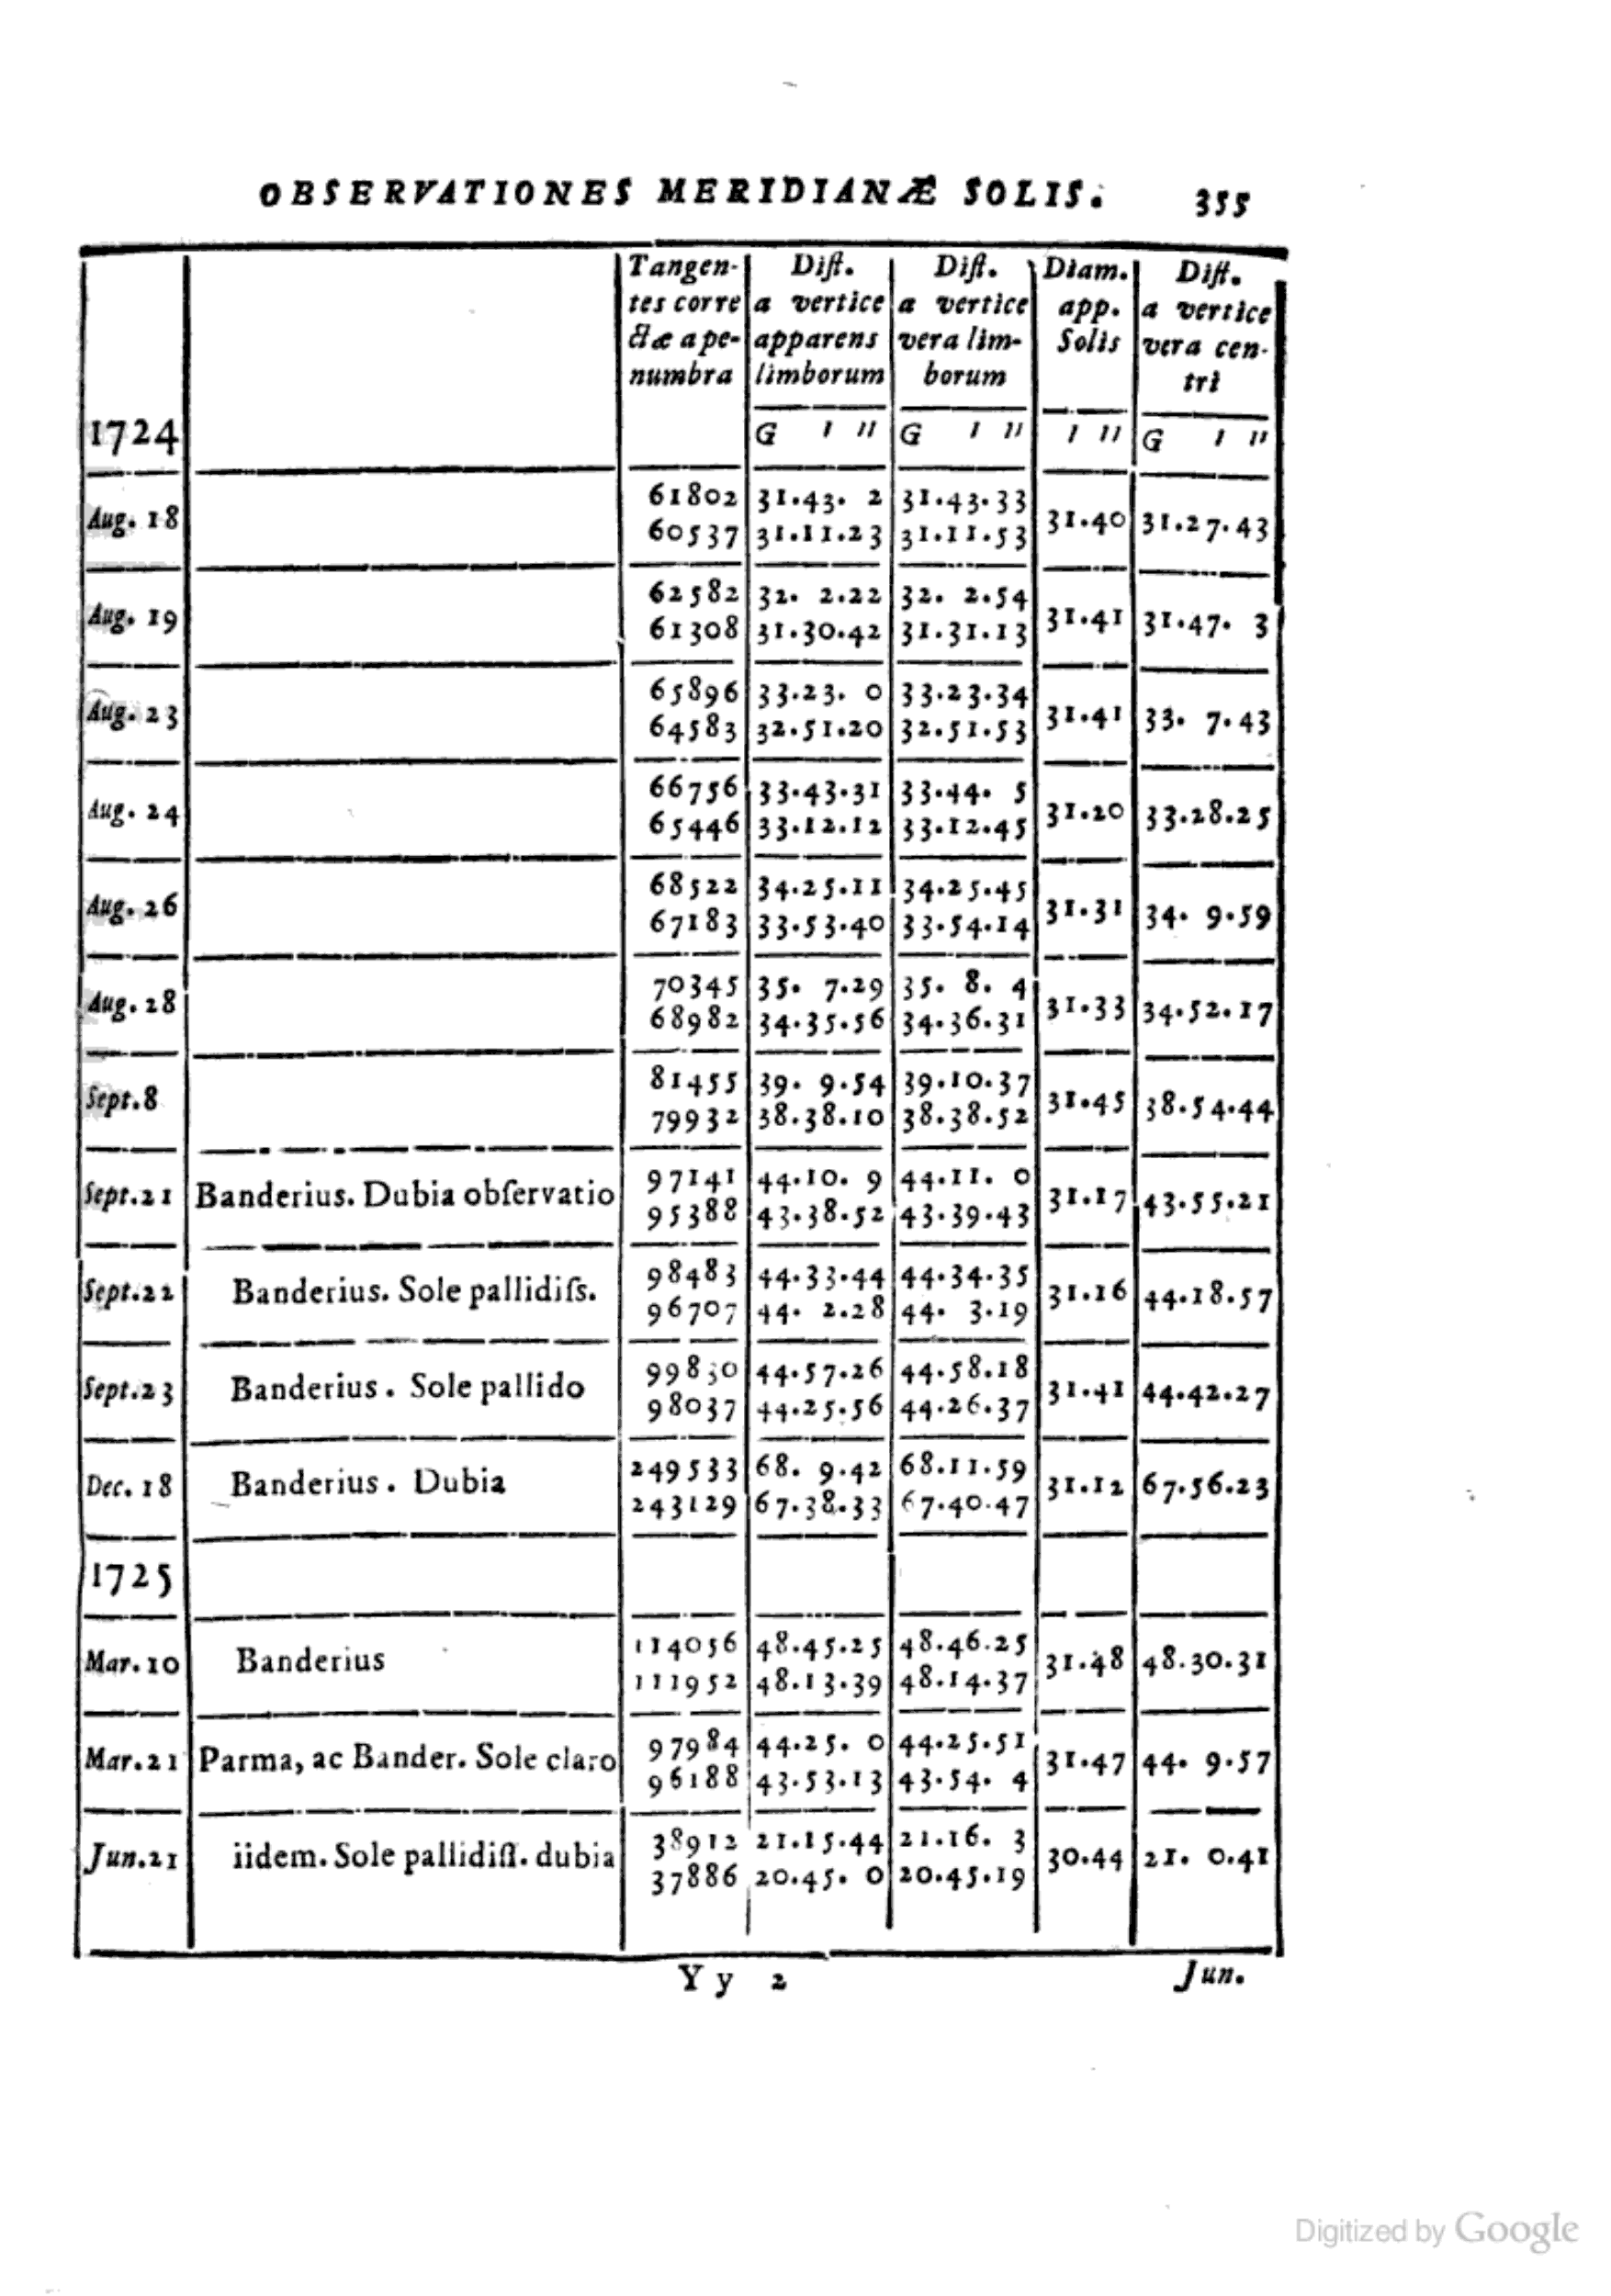 OBSERVATIONES MERIDIANÆ SOLIS. 355
Tangentes correctæ a penumbra | Dist. a vertice apparens limborum | Dist. a vertice vera limborum | Diam. app. Solis | Dist. a vertice vera centri
1724 | G ı ıı | G ı ıı | ı ıı | G ı ıı
Aug. 18 | 61802 | 31.43. 2 | 31.43.33 | 31.40 | 31.27.43
60537 | 31.11.23 | 31.11.53
Aug. 19 | 62582 | 32. 2.22 | 32. 2.54 | 31.41 | 31.47. 3
61308 | 31.30.42 | 31.31.13
Aug. 23 | 65896 | 33.23. 0 | 33.23.34 | 31.41 | 33. 7.43
64583 | 32.51.20 | 32.51.53
Aug. 24 | 66756 | 33.43.31 | 33.44. 5 | 31.20 | 33.28.25
65446 | 33.12.12 | 33.12.45
Aug. 26 | 68522 | 34.25.11 | 34.25.45 | 31.31 | 34. 9.59
67183 | 33.53.40 | 33.54.14
Aug. 28 | 70345 | 35. 7.29 | 35. 8. 4 | 31.33 | 34.52.17
68982 | 34.35.56 | 34.36.31
Sept.8 | 81455 | 39. 9.54 | 39.10.37 | 31.45 | 38.54.44
79932 | 38.38.10 | 38.38.52
Sept.21 | Banderius. Dubia obſervatio | 97141 | 44.10. 9 | 44.11. 0 | 31.17 | 43.55.21
95388 | 43.38.52 | 43.39.43
Sept.22 | Banderius. Sole pallidiſs. | 98483 | 44.33.44 | 44.34.35 | 31.16 | 44.18.57
96707 | 44. 2.28 | 44. 3.19
Sept.23 | Banderius. Sole pallido | 99830 | 44.57.26 | 44.58.18 | 31.41 | 44.42.27
98037 | 44.25.56 | 44.26.37
Dec. 18 | Banderius. Dubia | 249533 | 68. 9.42 | 68.11.59 | 31.12 | 67.56.23
243129 | 67.38.33 | 67.40.47
1725
Mar.10 | Banderius | 114056 | 48.45.25 | 48.46.25 | 31.48 | 48.30.31
111952 | 48.13.39 | 48.14.37
Mar.21 | Parma, ac Bander. Sole claro | 97984 | 44.25. 0 | 44.25.51 | 31.47 | 44. 9.57
96188 | 43.53.13 | 43.54. 4
Jun.21 | iidem. Sole pallidiſſ. dubia | 38912 | 21.15.44 | 21.16. 3 | 30.44 | 21. 0.41
37886 | 20.45. 0 | 20.45.19
Yy 2 Jun.
Digitized by Google